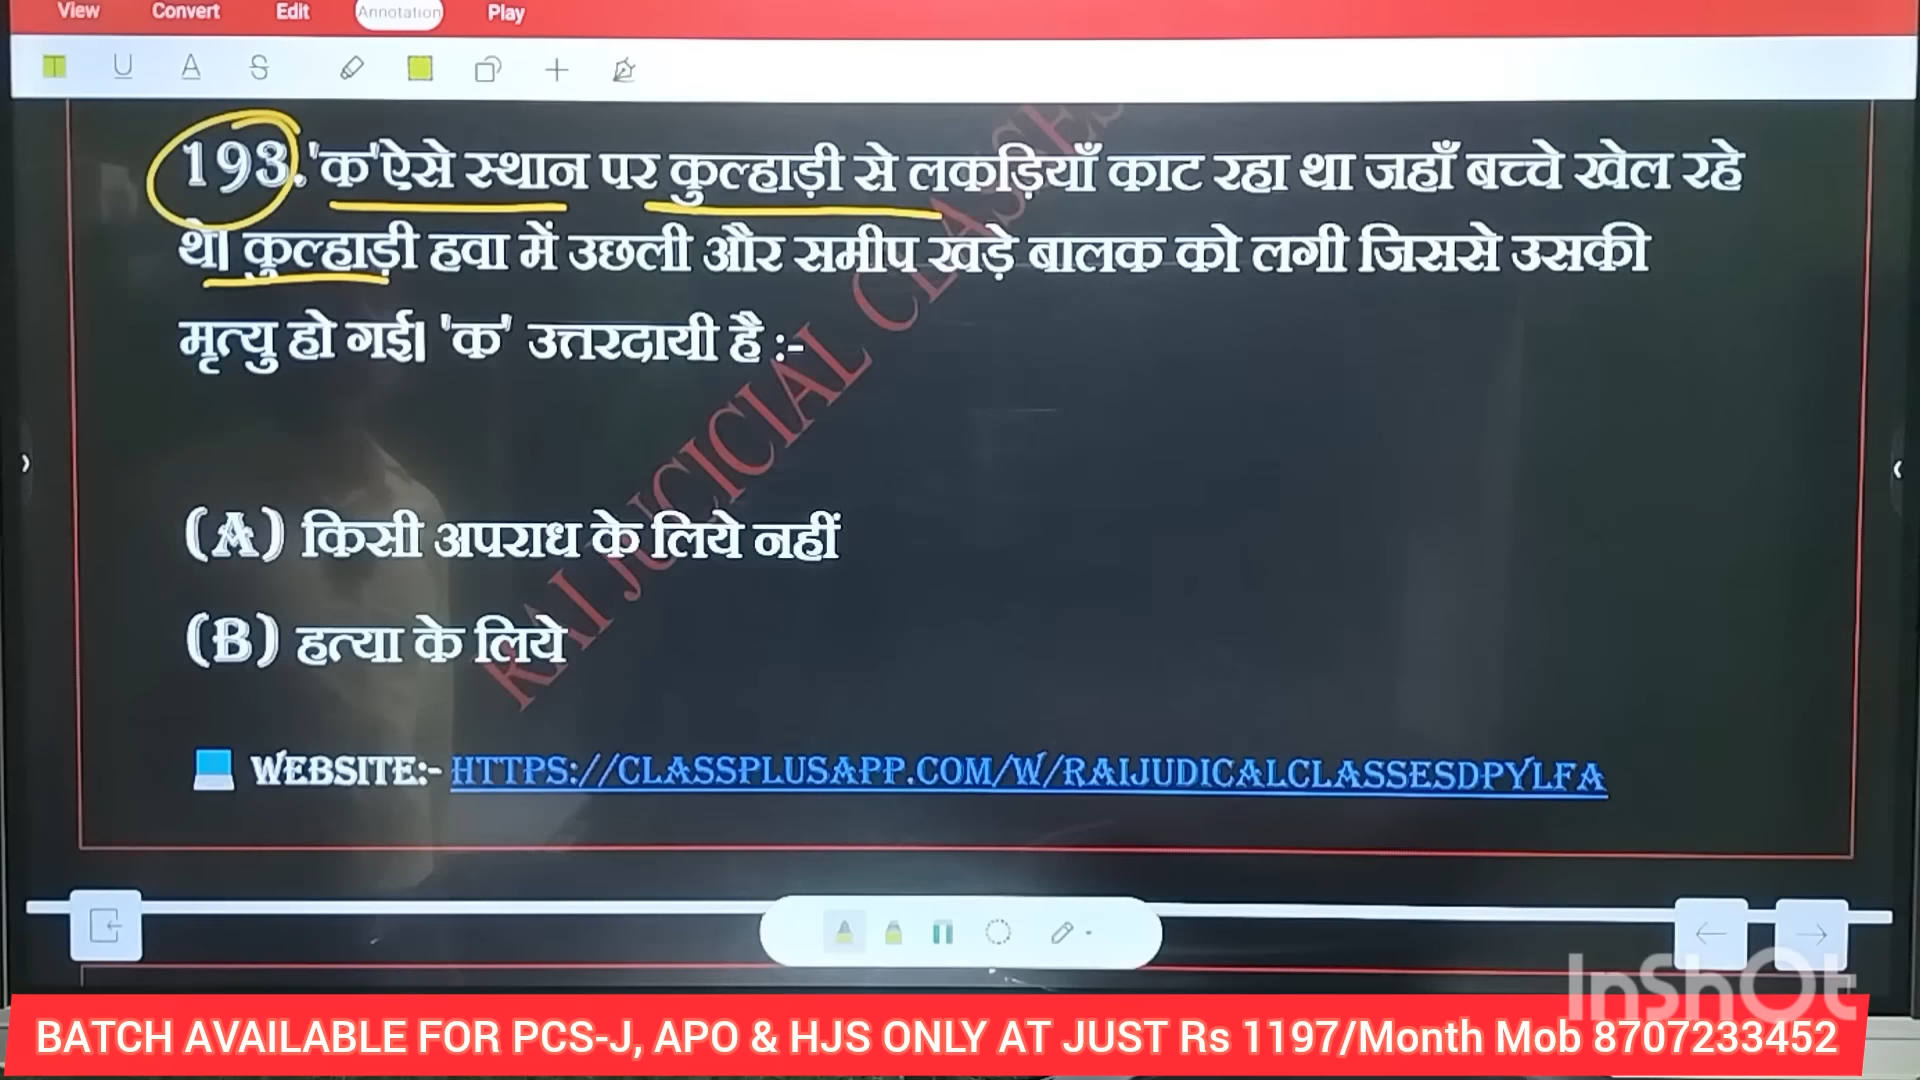 View Convert Edit Annotation Play
T U A S
193. 'क'ऐसे स्थान पर कुल्हाड़ी से लकड़ियाँ काट रहा था जहाँ बच्चे खेल रहे
थे। कुल्हाड़ी हवा में उछली और समीप खड़े बालक को लगी जिससे उसकी
मृत्यु हो गई। 'क' उत्तरदायी है :-
RAI JUCICIAL CLASSES
(A) किसी अपराध के लिये नहीं
(B) हत्या के लिये
WEBSITE:- HTTPS://CLASSPLUSAPP.COM/W/RAIJUDICALCLASSESDPYLFA
InShOt
BATCH AVAILABLE FOR PCS-J, APO & HJS ONLY AT JUST Rs 1197/Month Mob 8707233452